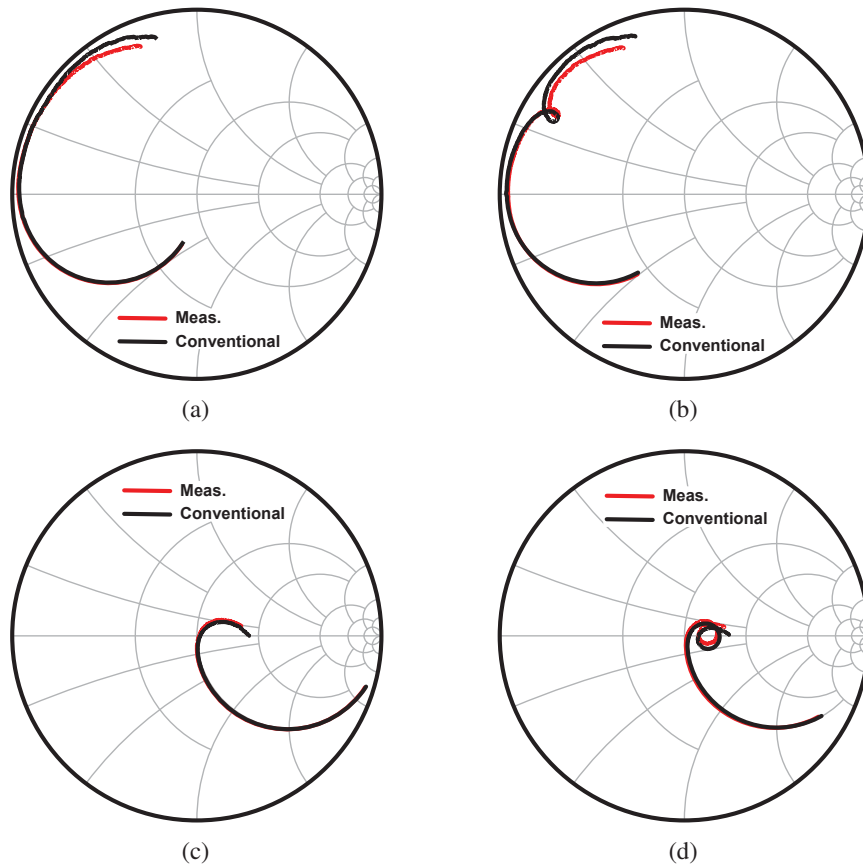 Meas.
Conventional
(a)
Meas.
Conventional
(b)
Meas.
Conventional
(c)
Meas.
Conventional
(d)